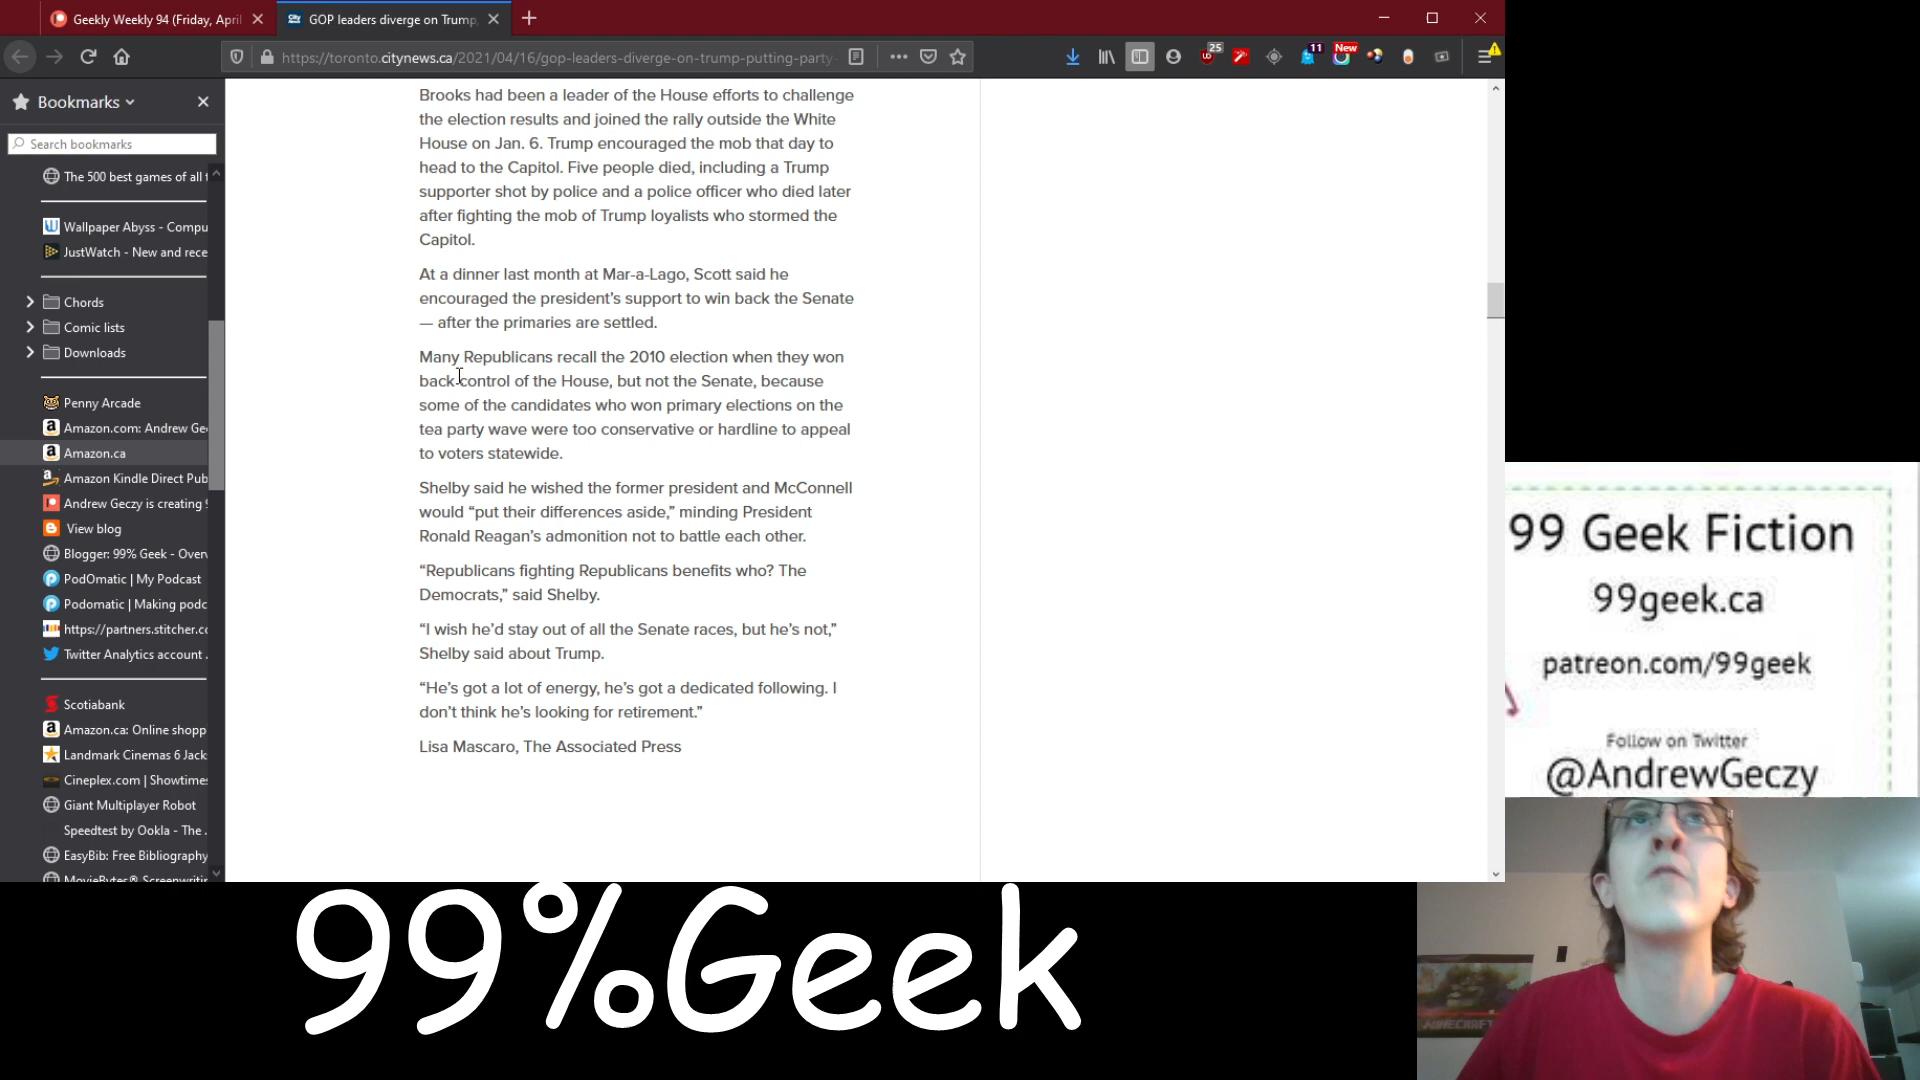 Geekly Weekly 94 (Friday, April
GOP leaders diverge on Trump,
https://toronto.citynews.ca/2021/04/16/gop-leaders-diverge-on-trump-putting-party-
25
11
New
Bookmarks
Search bookmarks
The 500 best games of all t
Wallpaper Abyss - Compu
JustWatch - New and rece
Chords
Comic lists
Downloads
Penny Arcade
Amazon.com: Andrew Ge
Amazon.ca
Amazon Kindle Direct Pub
Andrew Geczy is creating 9
View blog
Blogger: 99% Geek - Overv
PodOmatic | My Podcast
Podomatic | Making podc
https://partners.stitcher.co
Twitter Analytics account .
Scotiabank
Amazon.ca: Online shopp
Landmark Cinemas 6 Jack
Cineplex.com | Showtimes
Giant Multiplayer Robot
Speedtest by Ookla - The .
EasyBib: Free Bibliography
MovieBytes® Screenwritin
Brooks had been a leader of the House efforts to challenge
the election results and joined the rally outside the White
House on Jan. 6. Trump encouraged the mob that day to
head to the Capitol. Five people died, including a Trump
supporter shot by police and a police officer who died later
after fighting the mob of Trump loyalists who stormed the
Capitol.
At a dinner last month at Mar-a-Lago, Scott said he
encouraged the president's support to win back the Senate
— after the primaries are settled.
Many Republicans recall the 2010 election when they won
back control of the House, but not the Senate, because
some of the candidates who won primary elections on the
tea party wave were too conservative or hardline to appeal
to voters statewide.
Shelby said he wished the former president and McConnell
would “put their differences aside,” minding President
Ronald Reagan's admonition not to battle each other.
“Republicans fighting Republicans benefits who? The
Democrats,” said Shelby.
“I wish he'd stay out of all the Senate races, but he's not,”
Shelby said about Trump.
“He's got a lot of energy, he's got a dedicated following. I
don't think he's looking for retirement.”
Lisa Mascaro, The Associated Press
99 Geek Fiction
99geek.ca
patreon.com/99geek
Follow on Twitter
@AndrewGeczy
MINECRAFT
99%Geek